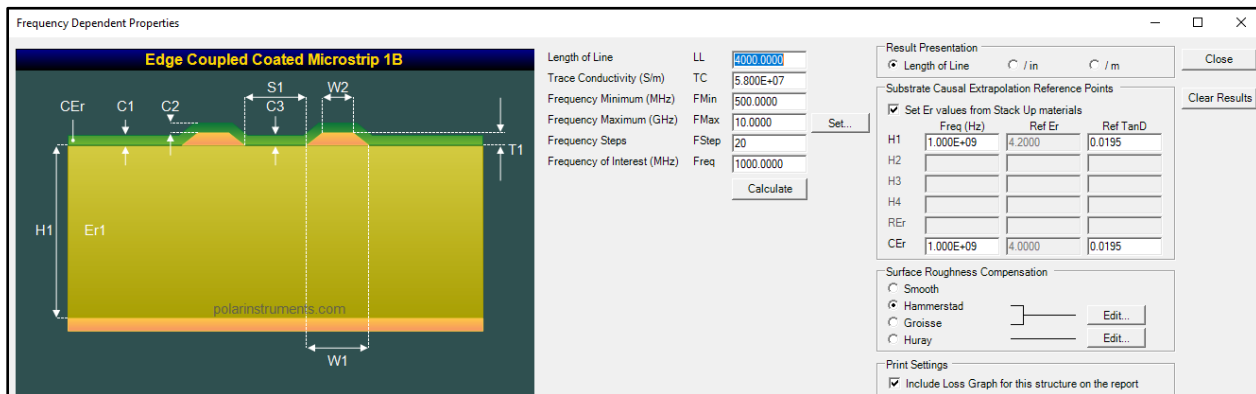 Frequency Dependent Properties
Edge Coupled Coated Microstrip 1B
CEr C1 C2 S1 C3 W2
T1
H1 Er1
polarinstruments.com
W1
Length of Line LL 4000.0000
Trace Conductivity (S/m) TC 5.800E+07
Frequency Minimum (MHz) FMin 500.0000
Frequency Maximum (GHz) FMax 10.0000 Set...
Frequency Steps FStep 20
Frequency of Interest (MHz) Freq 1000.0000
Calculate
Result Presentation
Length of Line / in / m
Substrate Causal Extrapolation Reference Points
Set Er values from Stack Up materials
Freq (Hz) Ref Er Ref TanD
H1 1.000E+09 4.2000 0.0195
H2
H3
H4
REr
CEr 1.000E+09 4.0000 0.0195
Surface Roughness Compensation
Smooth
Hammerstad
Edit...
Groisse
Huray Edit...
Print Settings
Include Loss Graph for this structure on the report
Close
Clear Results